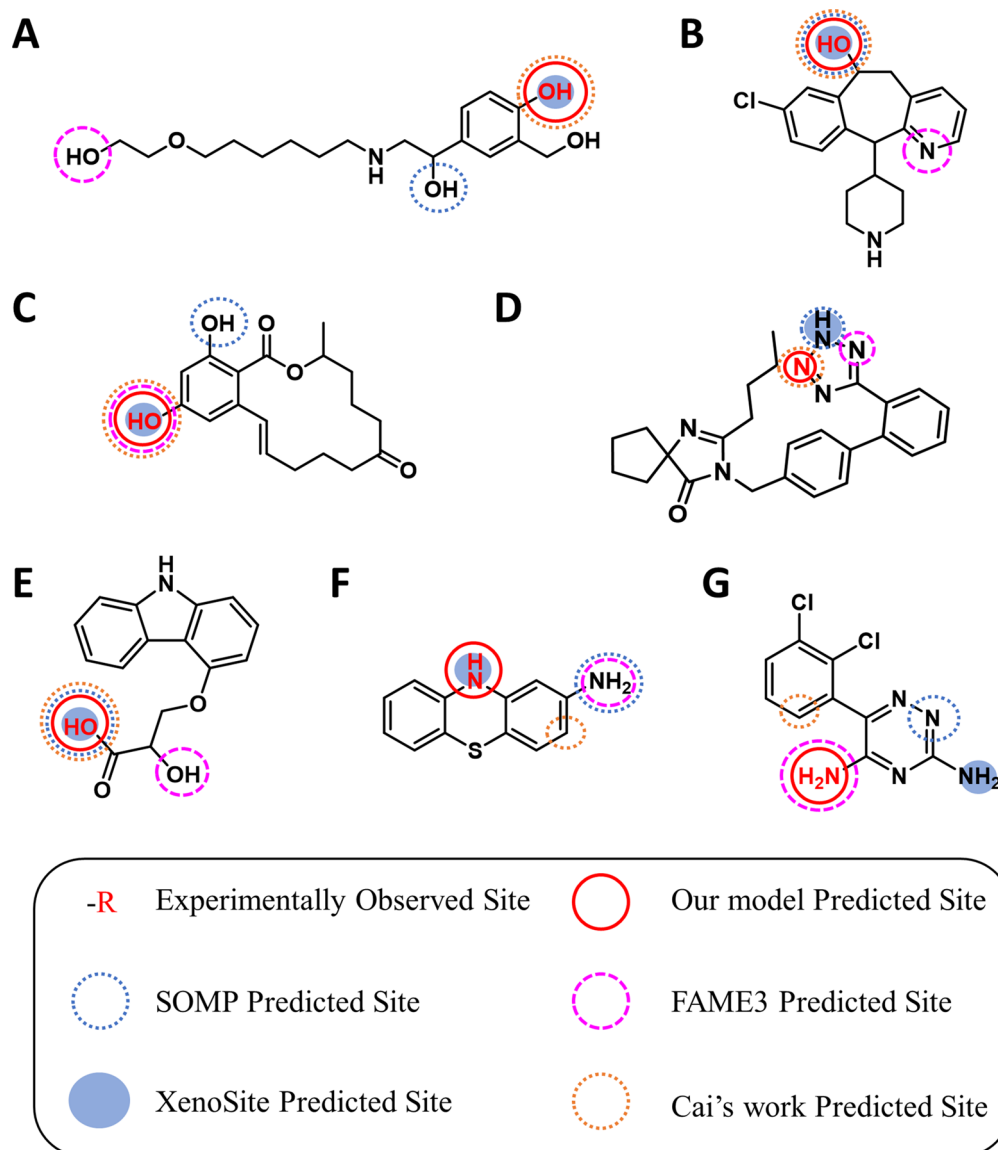 A
B
HO
O
N
H
OH
OH
OH
HO
Cl
N
N
H
C
D
OH
O
O
HO
O
H
N
N
N
N
N
N
O
E
F
G
H
N
O
HO
O
OH
H
N
S
NH2
Cl
Cl
N
N
H2N
N
NH2
-R Experimentally Observed Site
Our model Predicted Site
SOMP Predicted Site
FAME3 Predicted Site
XenoSite Predicted Site
Cai's work Predicted Site